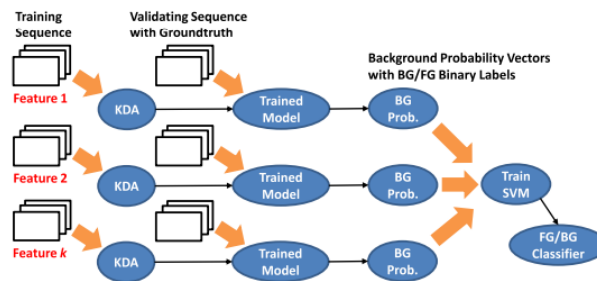 Training
Sequence
Validating Sequence
with Groundtruth
Background Probability Vectors
with BG/FG Binary Labels
Feature 1
KDA
Trained
Model
BG
Prob.
Feature 2
KDA
Trained
Model
BG
Prob.
Train
SVM
Feature k
KDA
Trained
Model
BG
Prob.
FG/BG
Classifier